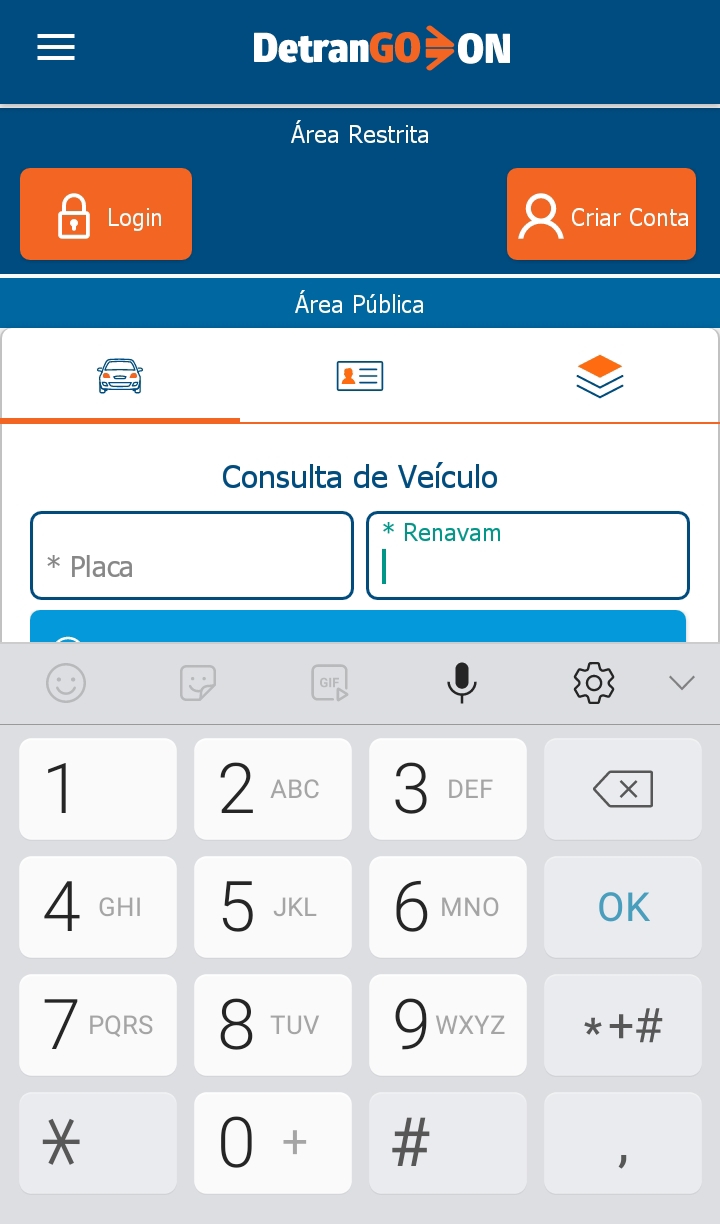 DetranGO ON
Área Restrita
Login
Criar Conta
Área Pública
Consulta de Veículo
* Placa
* Renavam
GIF
1
2 ABC
3 DEF
4 GHI
5 JKL
6 MNO
OK
7 PQRS
8 TUV
9 WXYZ
*+#
*
0 +
#
,